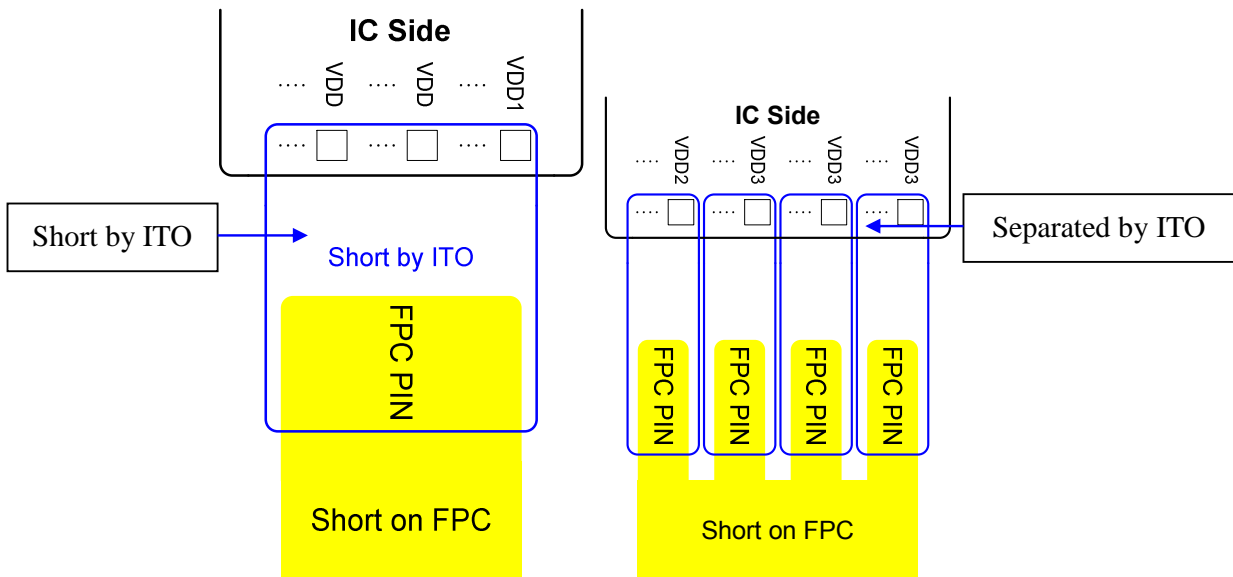 IC Side
.... VDD .... VDD .... VDD1
.... .... ....
Short by ITO
Short by ITO
FPC PIN
Short on FPC
IC Side
.... VDD2 .... VDD3 .... VDD3 .... VDD3
.... .... .... ....
Separated by ITO
FPC PIN FPC PIN FPC PIN FPC PIN
Short on FPC